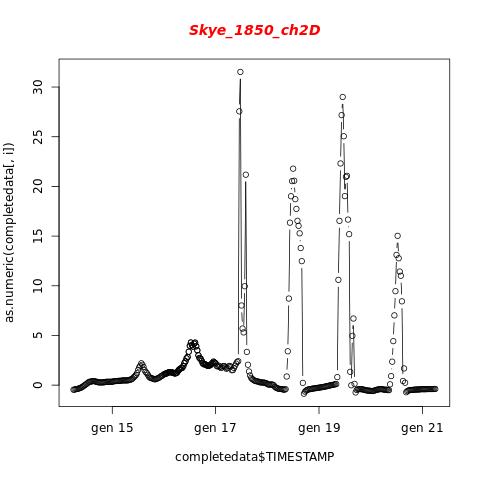 Skye_1850_ch2D
as.numeric(completedata[, i])
30
25
20
15
10
5
0
gen 15 gen 17 gen 19 gen 21
completedata$TIMESTAMP